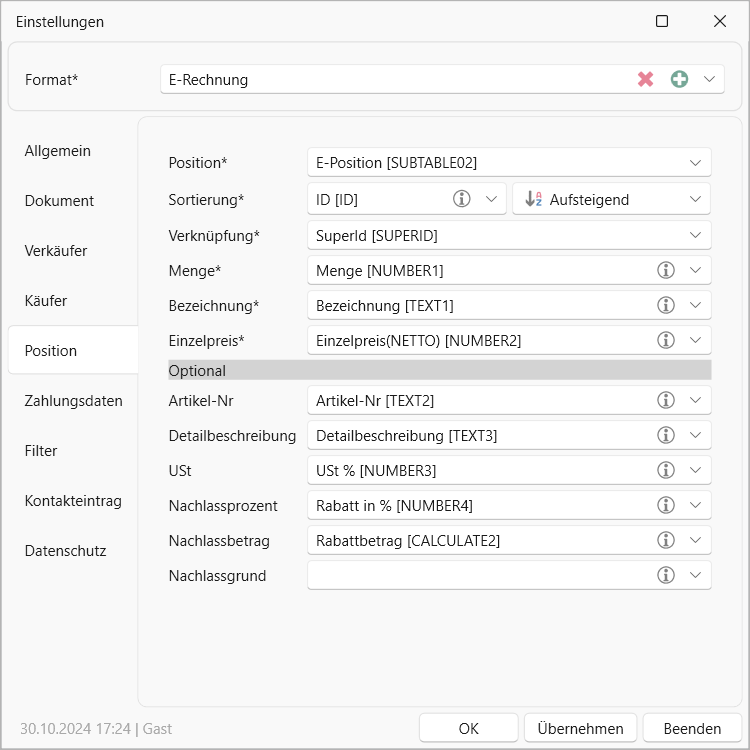 Einstellungen
Format* E-Rechnung
Allgemein
Dokument
Verkäufer
Käufer
Position
Zahlungsdaten
Filter
Kontakteintrag
Datenschutz
Position* E-Position [SUBTABLE02]
Sortierung* ID [ID] Aufsteigend
Verknüpfung* SuperId [SUPERID]
Menge* Menge [NUMBER1]
Bezeichnung* Bezeichnung [TEXT1]
Einzelpreis* Einzelpreis(NETTO) [NUMBER2]
Optional
Artikel-Nr Artikel-Nr [TEXT2]
Detailbeschreibung Detailbeschreibung [TEXT3]
USt USt % [NUMBER3]
Nachlassprozent Rabatt in % [NUMBER4]
Nachlassbetrag Rabattbetrag [CALCULATE2]
Nachlassgrund
30.10.2024 17:24 | Gast OK Übernehmen Beenden